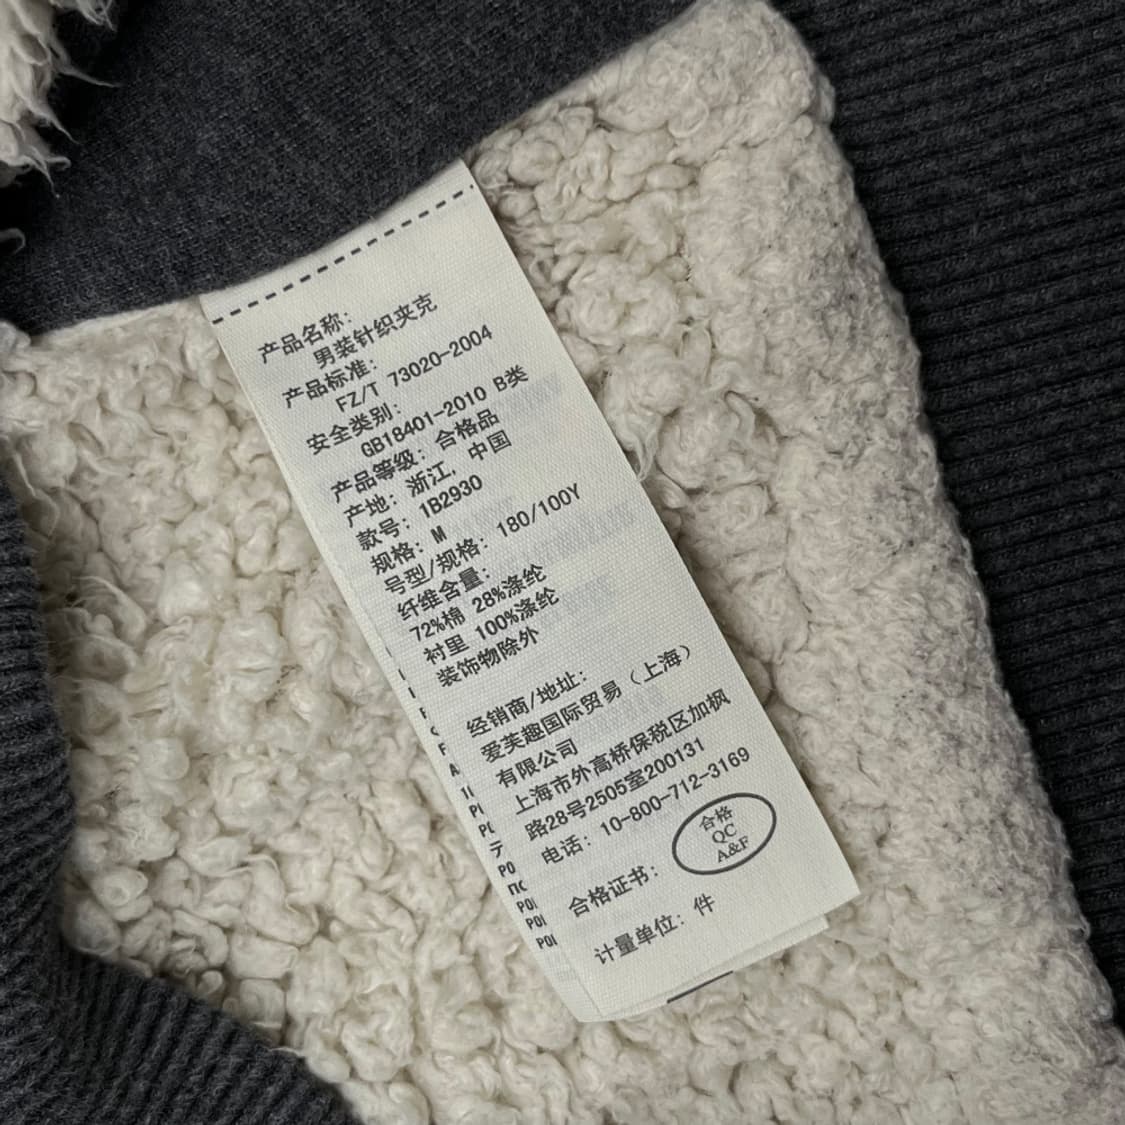 产品名称:
男装针织夹克
产品标准:
FZ/T 73020-2004
安全类别:
GB18401-2010 B类
产品等级: 合格品
产地: 浙江, 中国
款号: 1B2930
规格: M
号型/规格: 180/100Y
纤维含量:
72%棉 28%涤纶
衬里 100%涤纶
装饰物除外
经销商/地址:
爱芙趣国际贸易(上海)
有限公司
上海市外高桥保税区加枫
路28号2505室200131
电话: 10-800-712-3169
合格证书:
合格
QC
A&F
计量单位: 件